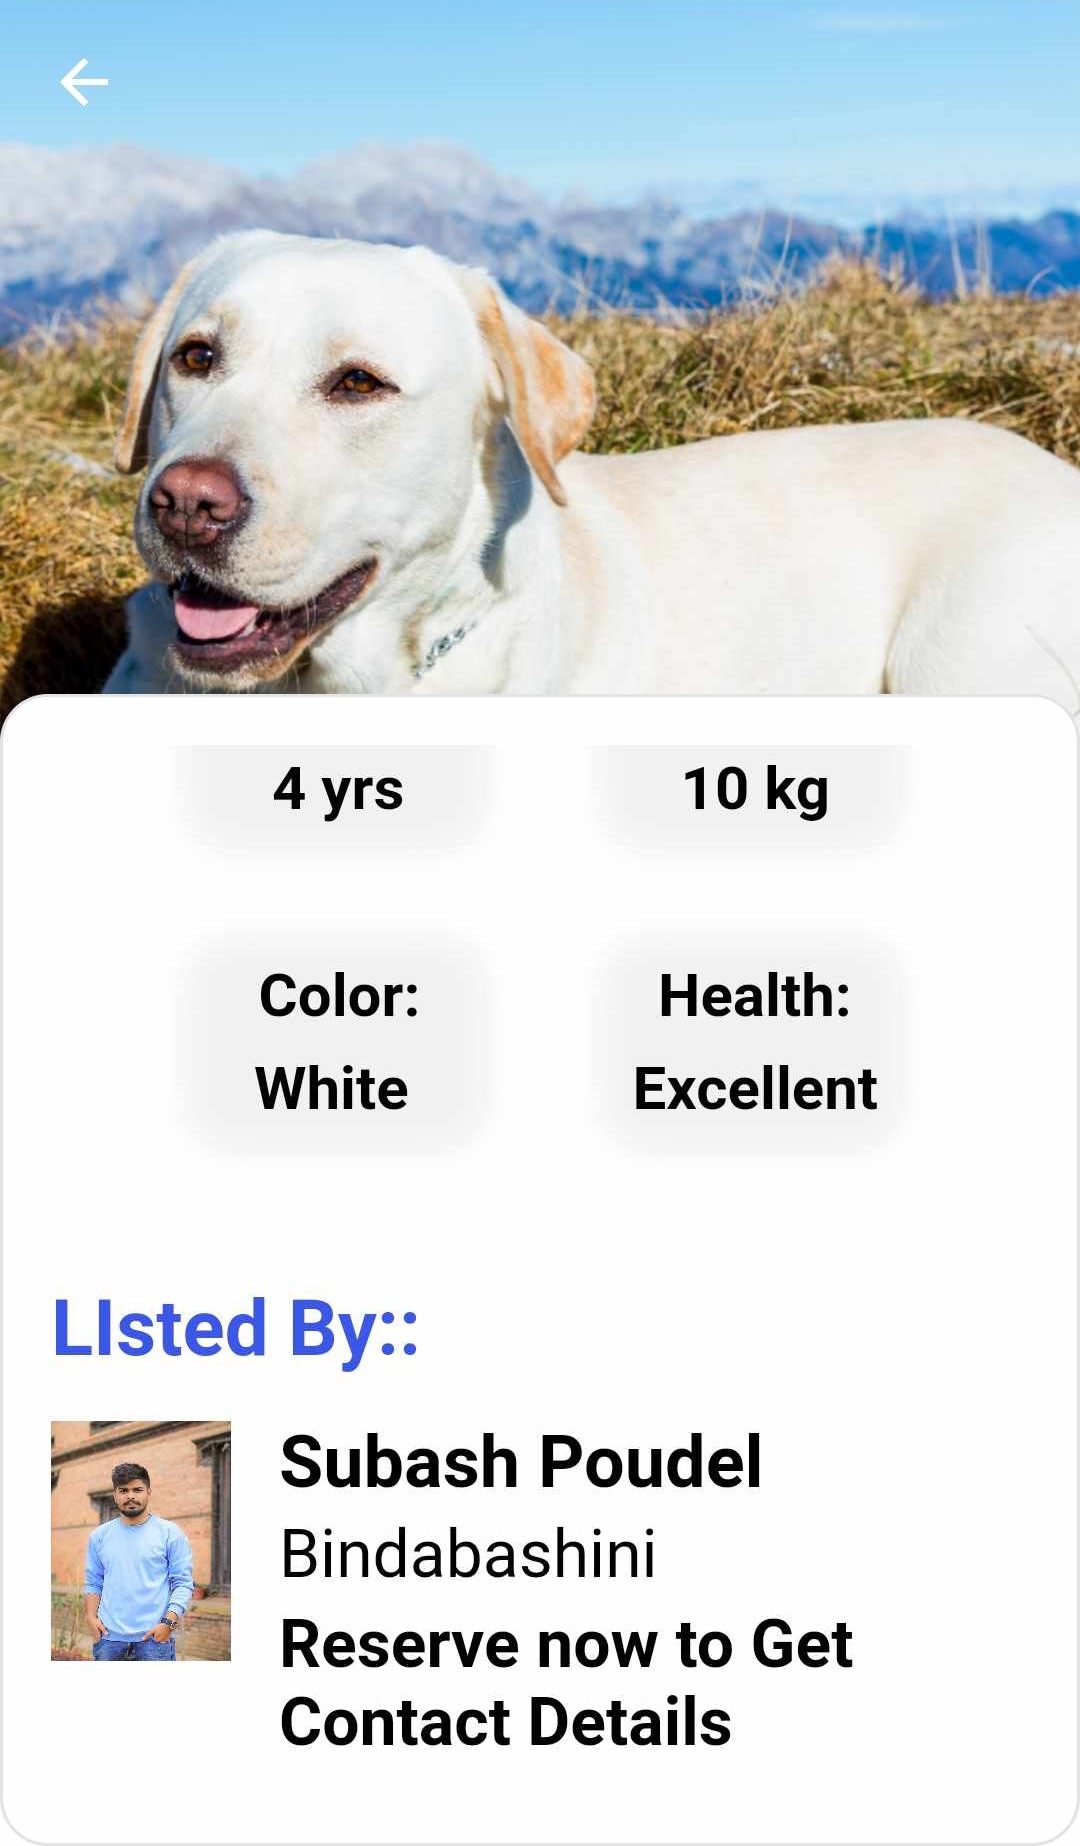 4 yrs
10 kg
Color:
White
Health:
Excellent
LIsted By::
Subash Poudel
Bindabashini
Reserve now to Get
Contact Details